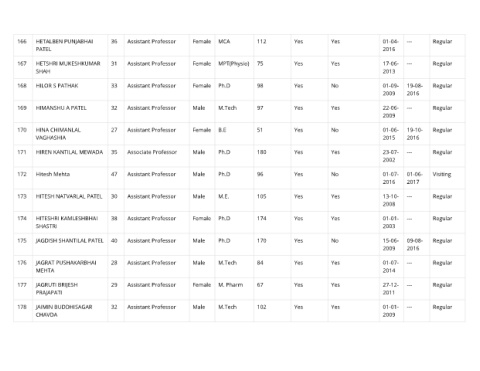 166 HETALBEN PUNJABHAI 36 Assistant Professor Female MCA 112 Yes Yes 01-04- --- Regular
PATEL 2016
167 HETSHRI MUKESHKUMAR 31 Assistant Professor Female MPT(Physio) 75 Yes Yes 17-06- --- Regular
SHAH 2013
168 HILOR S PATHAK 33 Assistant Professor Female Ph.D 98 Yes No 01-09- 19-08- Regular
2009 2016
169 HIMANSHU A PATEL 32 Assistant Professor Male M.Tech 97 Yes Yes 22-06- --- Regular
2009
170 HINA CHIMANLAL 27 Assistant Professor Female B.E 51 Yes No 01-06- 19-10- Regular
VAGHASHIA 2015 2016
171 HIREN KANTILAL MEWADA 35 Associate Professor Male Ph.D 180 Yes Yes 23-07- --- Regular
2002
172 Hitesh Mehta 47 Assistant Professor Male Ph.D 96 Yes No 01-07- 01-06- Visiting
2016 2017
173 HITESH NATVARLAL PATEL 30 Assistant Professor Male M.E. 105 Yes Yes 13-10- --- Regular
2008
174 HITESHRI KAMLESHBHAI 38 Assistant Professor Female Ph.D 174 Yes Yes 01-01- --- Regular
SHASTRI 2003
175 JAGDISH SHANTILAL PATEL 40 Assistant Professor Male Ph.D 170 Yes No 15-06- 09-08- Regular
2009 2016
176 JAGRAT PUSHAKARBHAI 28 Assistant Professor Male M.Tech 84 Yes Yes 01-07- --- Regular
MEHTA 2014
177 JAGRUTI BRIJESH 29 Assistant Professor Female M. Pharm 67 Yes Yes 27-12- --- Regular
PRAJAPATI 2011
178 JAIMIN BUDDHISAGAR 32 Assistant Professor Male M.Tech 102 Yes Yes 01-01- --- Regular
CHAVDA 2009